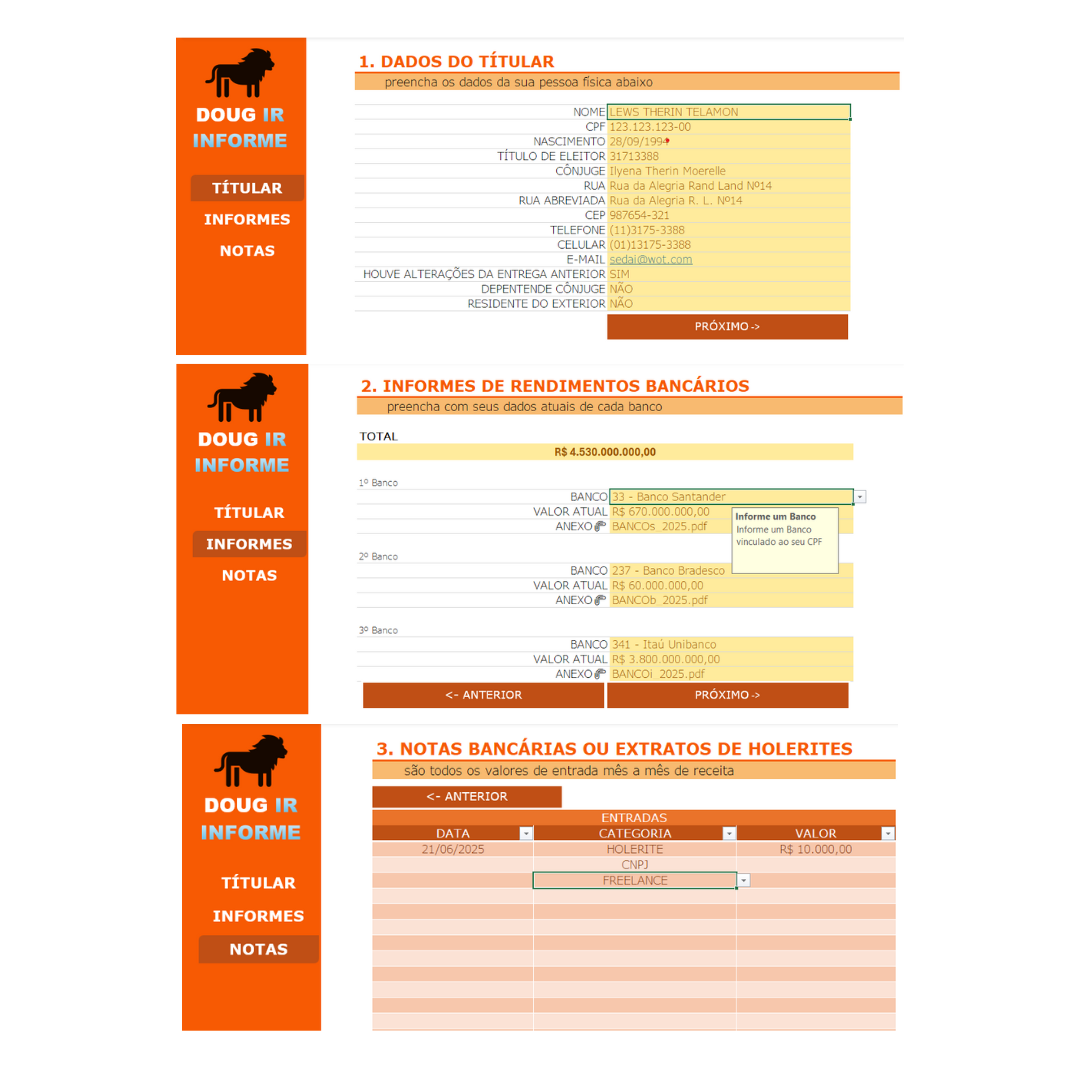 DOUG IR
INFORME
TÍTULAR
INFORMES
NOTAS
1. DADOS DO TÍTULAR
preencha os dados da sua pessoa física abaixo
NOME LEWS THERIN TELAMON
CPF 123.123.123-00
NASCIMENTO 28/09/1994
TÍTULO DE ELEITOR 31713388
CÔNJUGE Ilyena Therin Moerelle
RUA Rua da Alegria Rand Land Nº14
RUA ABREVIADA Rua da Alegria R. L. Nº14
CEP 987654-321
TELEFONE (11)3175-3388
CELULAR (01)13175-3388
E-MAIL sedai@wot.com
HOUVE ALTERAÇÕES DA ENTREGA ANTERIOR SIM
DEPENTENDE CÔNJUGE NÃO
RESIDENTE DO EXTERIOR NÃO
PRÓXIMO ->
DOUG IR
INFORME
TÍTULAR
INFORMES
NOTAS
2. INFORMES DE RENDIMENTOS BANCÁRIOS
preencha com seus dados atuais de cada banco
TOTAL
R$ 4.530.000.000,00
1º Banco
BANCO 33 - Banco Santander
VALOR ATUAL R$ 670.000.000,00
ANEXO BANCOs_2025.pdf
Informe um Banco
Informe um Banco
vinculado ao seu CPF
2º Banco
BANCO 237 - Banco Bradesco
VALOR ATUAL R$ 60.000.000,00
ANEXO BANCOb_2025.pdf
3º Banco
BANCO 341 - Itaú Unibanco
VALOR ATUAL R$ 3.800.000.000,00
ANEXO BANCOi_2025.pdf
<- ANTERIOR PRÓXIMO ->
DOUG IR
INFORME
TÍTULAR
INFORMES
NOTAS
3. NOTAS BANCÁRIAS OU EXTRATOS DE HOLERITES
são todos os valores de entrada mês a mês de receita
<- ANTERIOR
ENTRADAS
DATA CATEGORIA VALOR
21/06/2025 HOLERITE R$ 10.000,00
CNPJ
FREELANCE